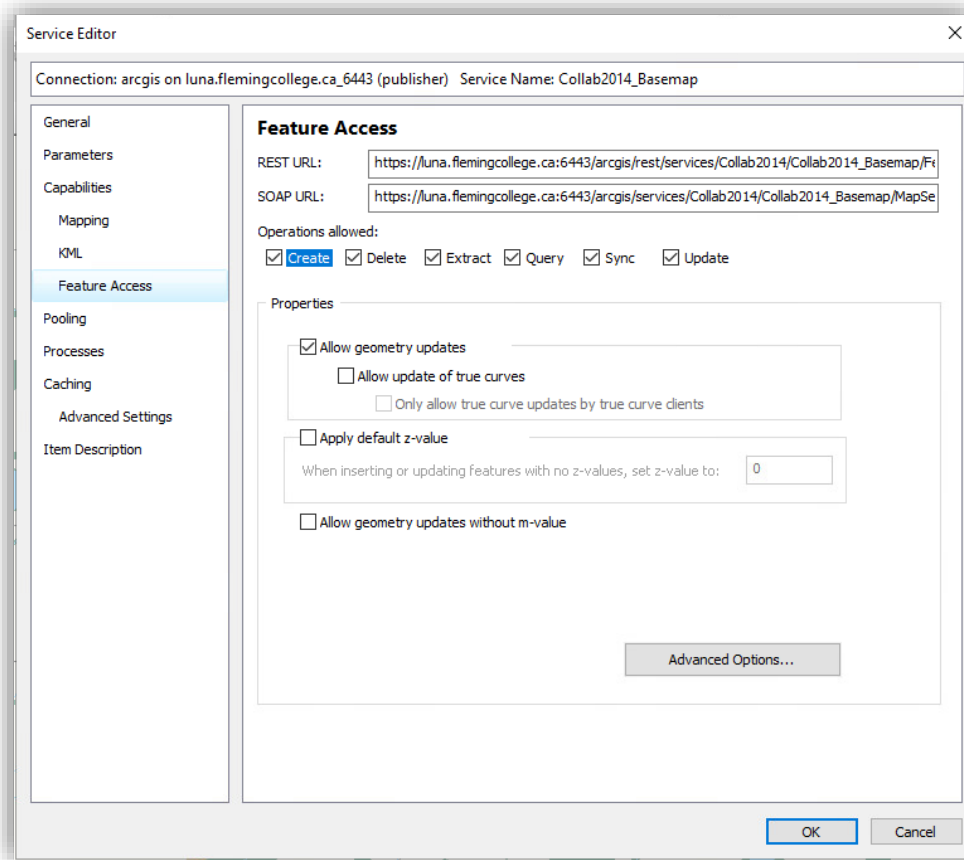 Service Editor
Connection: arcgis on luna.flemingcollege.ca_6443 (publisher) Service Name: Collab2014_Basemap
General
Parameters
Capabilities
Mapping
KML
Feature Access
Pooling
Processes
Caching
Advanced Settings
Item Description
Feature Access
REST URL: https://luna.flemingcollege.ca:6443/arcgis/rest/services/Collab2014/Collab2014_Basemap/Fe
SOAP URL: https://luna.flemingcollege.ca:6443/arcgis/services/Collab2014/Collab2014_Basemap/MapSe
Operations allowed:
Create Delete Extract Query Sync Update
Properties
Allow geometry updates
Allow update of true curves
Only allow true curve updates by true curve clients
Apply default z-value
When inserting or updating features with no z-values, set z-value to: 0
Allow geometry updates without m-value
Advanced Options...
OK Cancel